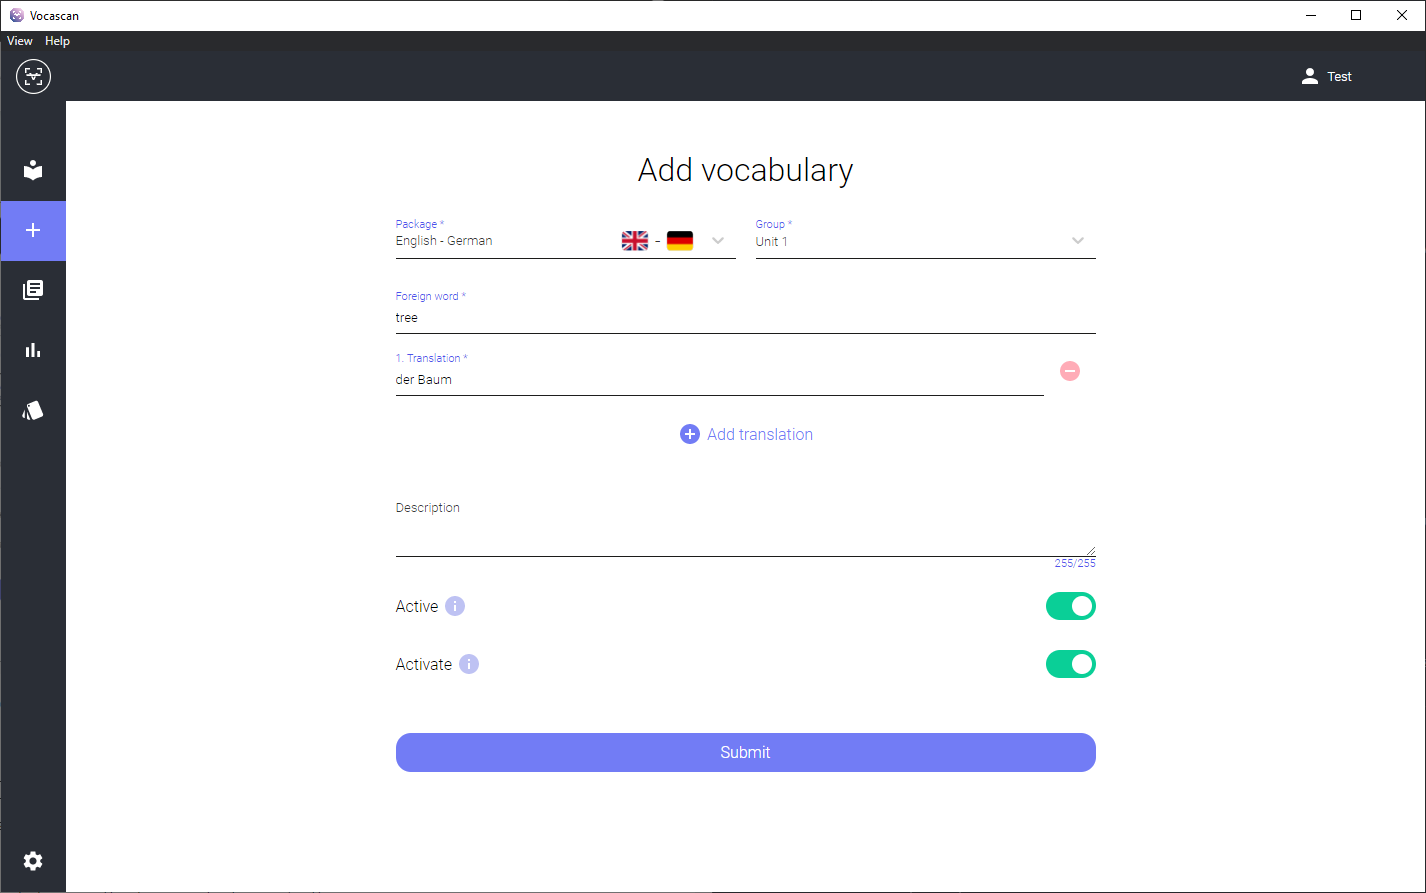 Vocascan
View Help
Test
Add vocabulary
Package *
English - German
-
Group *
Unit 1
Foreign word *
tree
1. Translation *
der Baum
Add translation
Description
255/255
Active
Activate
Submit